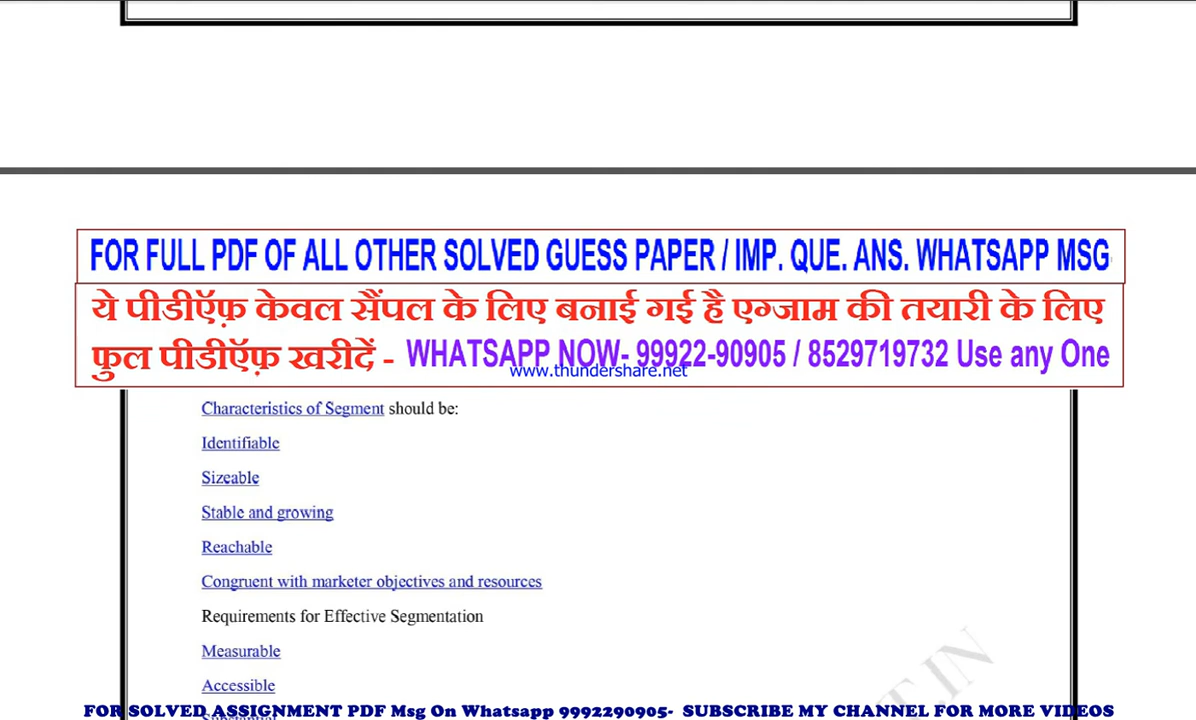 FOR FULL PDF OF ALL OTHER SOLVED GUESS PAPER / IMP. QUE. ANS. WHATSAPP MSG
ये पीडीऍफ़ केवल सैंपल के लिए बनाई गई है एग्जाम की तयारी के लिए
फुल पीडीऍफ़ खरीदें - WHATSAPP NOW- 99922-90905 / 8529719732 Use any One
www.thundershare.net
Characteristics of Segment should be:
Identifiable
Sizeable
Stable and growing
Reachable
Congruent with marketer objectives and resources
Requirements for Effective Segmentation
Measurable
Accessible
FOR SOLVED ASSIGNMENT PDF Msg On Whatsapp 9992290905- SUBSCRIBE MY CHANNEL FOR MORE VIDEOS